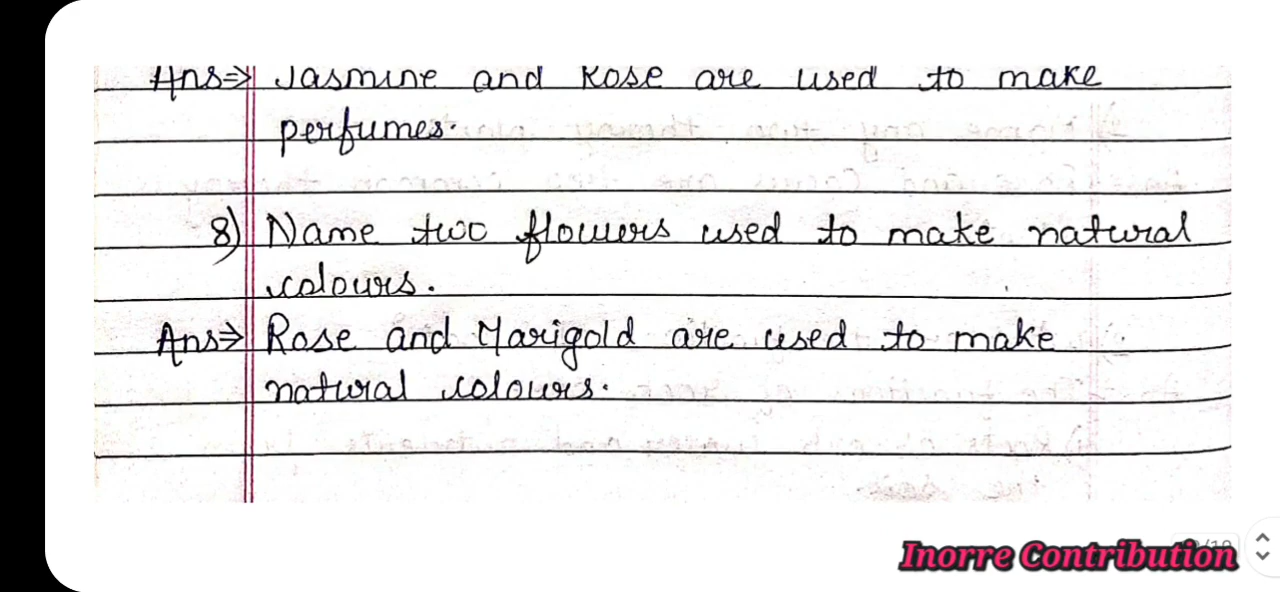 Ans⇒ Jasmine and Rose are used to make
perfumes.
8) Name two flowers used to make natural
colours.
Ans⇒ Rose and Marigold are used to make
natural colours.
Inorre Contribution